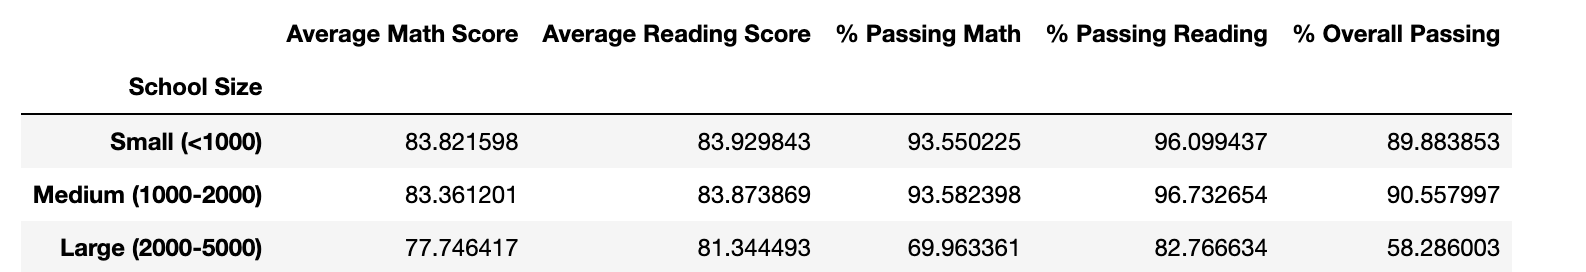 Average Math Score Average Reading Score % Passing Math % Passing Reading % Overall Passing
School Size
Small (<1000) 83.821598 83.929843 93.550225 96.099437 89.883853
Medium (1000-2000) 83.361201 83.873869 93.582398 96.732654 90.557997
Large (2000-5000) 77.746417 81.344493 69.963361 82.766634 58.286003